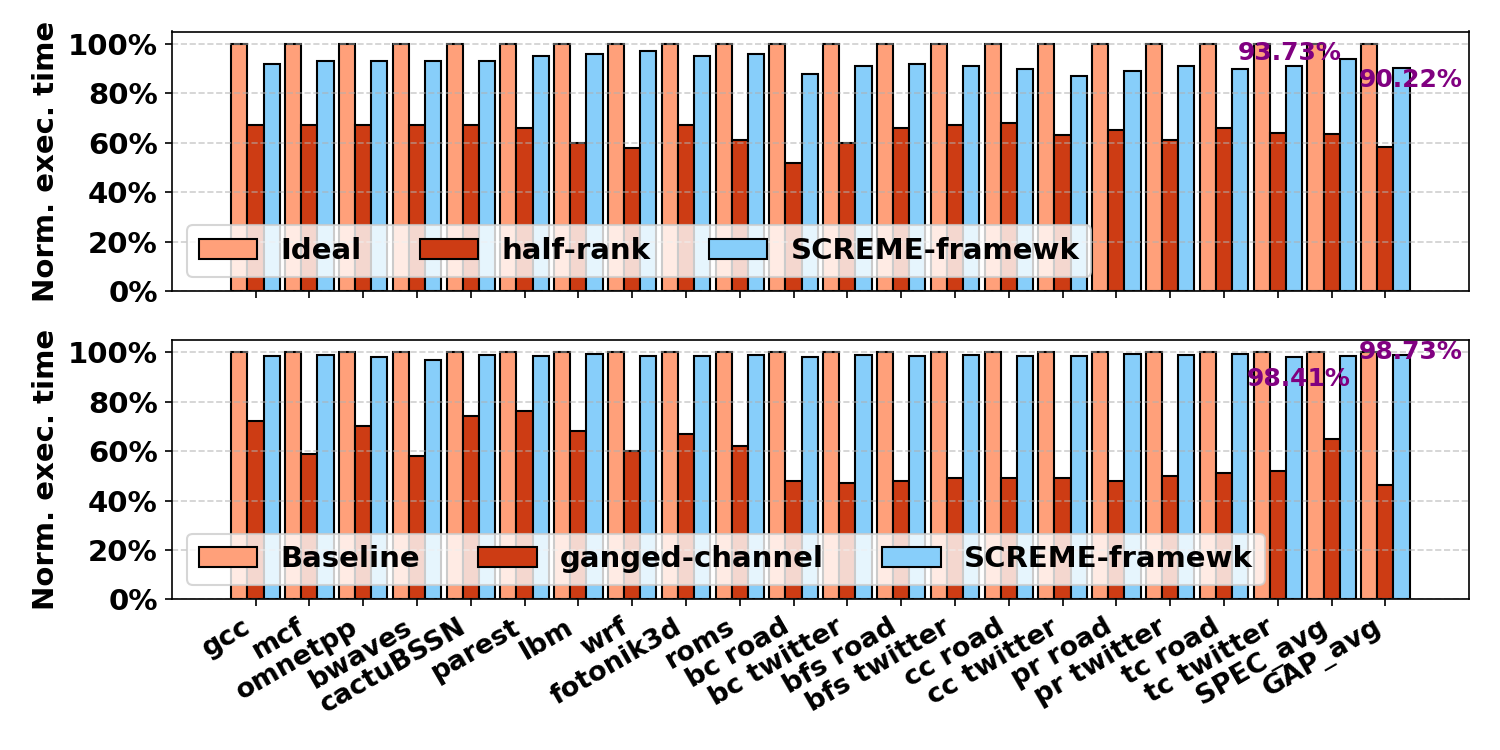 Norm. exec. time
100%
80%
60%
40%
20%
0%
93.73%
90.22%
Ideal half-rank SCREME-framewk
Norm. exec. time
100%
80%
60%
40%
20%
0%
98.73%
98.41%
Baseline ganged-channel SCREME-framewk
gcc
mcf
omnetpp
bwaves
cactuBSSN
parest
lbm
wrf
fotonik3d
roms
bc road
bc twitter
bfs road
bfs twitter
cc road
cc twitter
pr road
pr twitter
tc road
tc twitter
SPEC_avg
GAP_avg